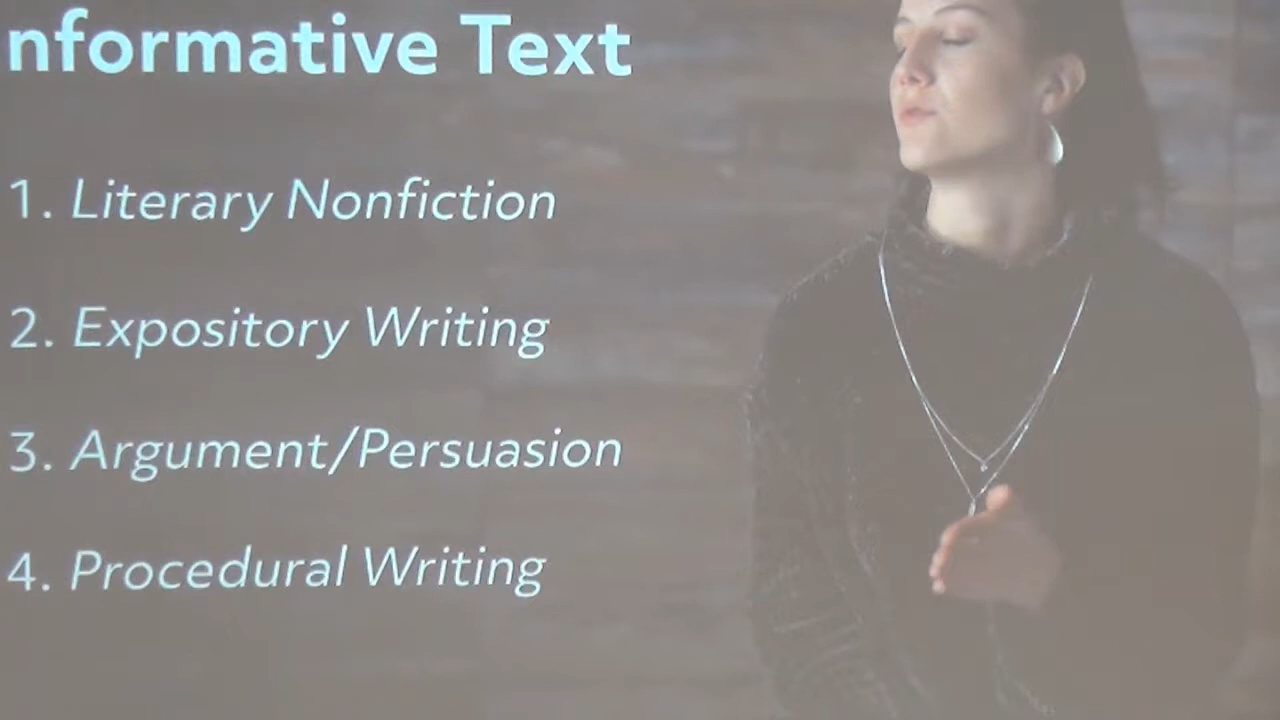 nformative Text
1. Literary Nonfiction
2. Expository Writing
3. Argument/Persuasion
4. Procedural Writing